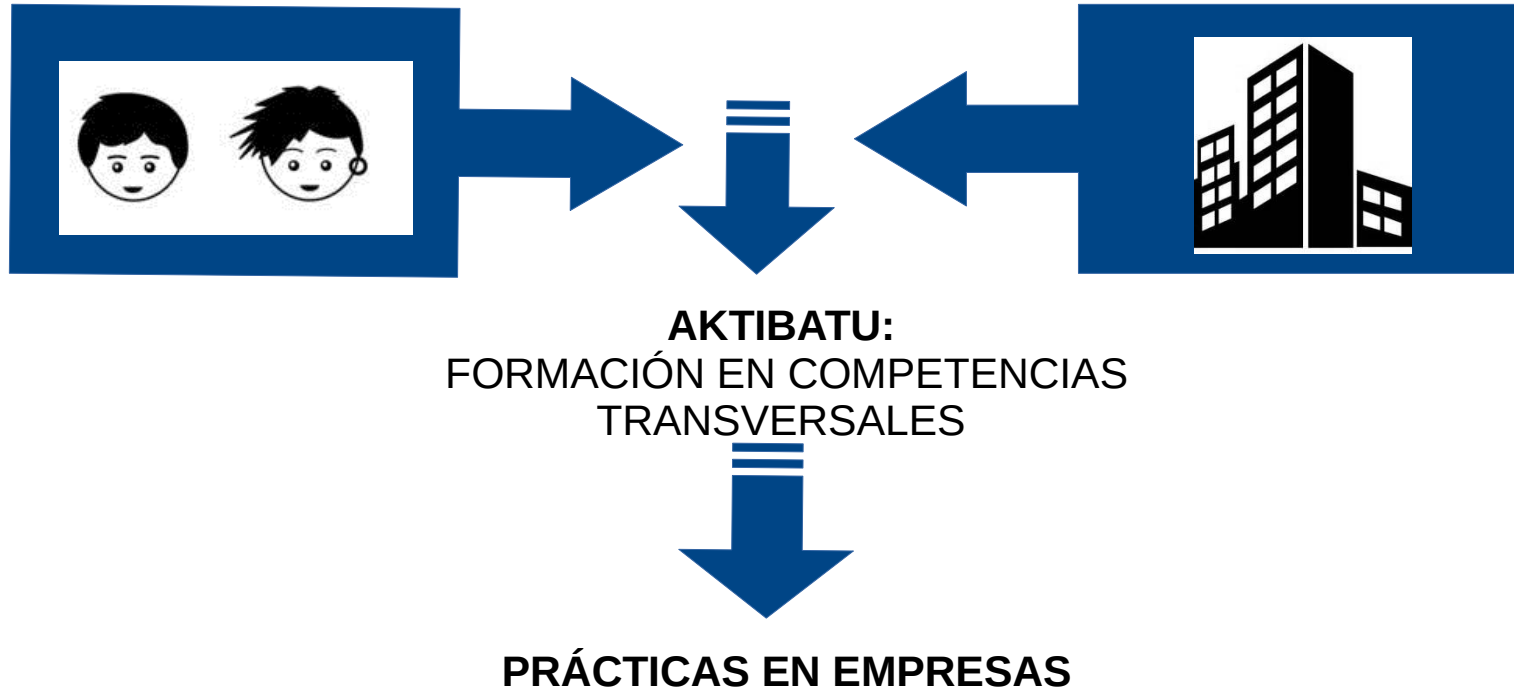 AKTIBATU:
FORMACIÓN EN COMPETENCIAS
TRANSVERSALES
PRÁCTICAS EN EMPRESAS